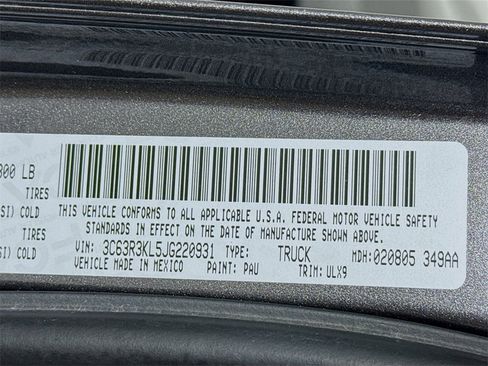 300 LB
TIRES
SI) COLD
TIRES
SI) COLD
THIS VEHICLE CONFORMS TO ALL APPLICABLE U.S.A. FEDERAL MOTOR VEHICLE SAFETY
STANDARDS IN EFFECT ON THE DATE OF MANUFACTURE SHOWN ABOVE.
VIN: 3C63R3KL5JG220931 TYPE: TRUCK MDH: 020805 349AA
VEHICLE MADE IN MEXICO PAINT: PAU TRIM: ULX9